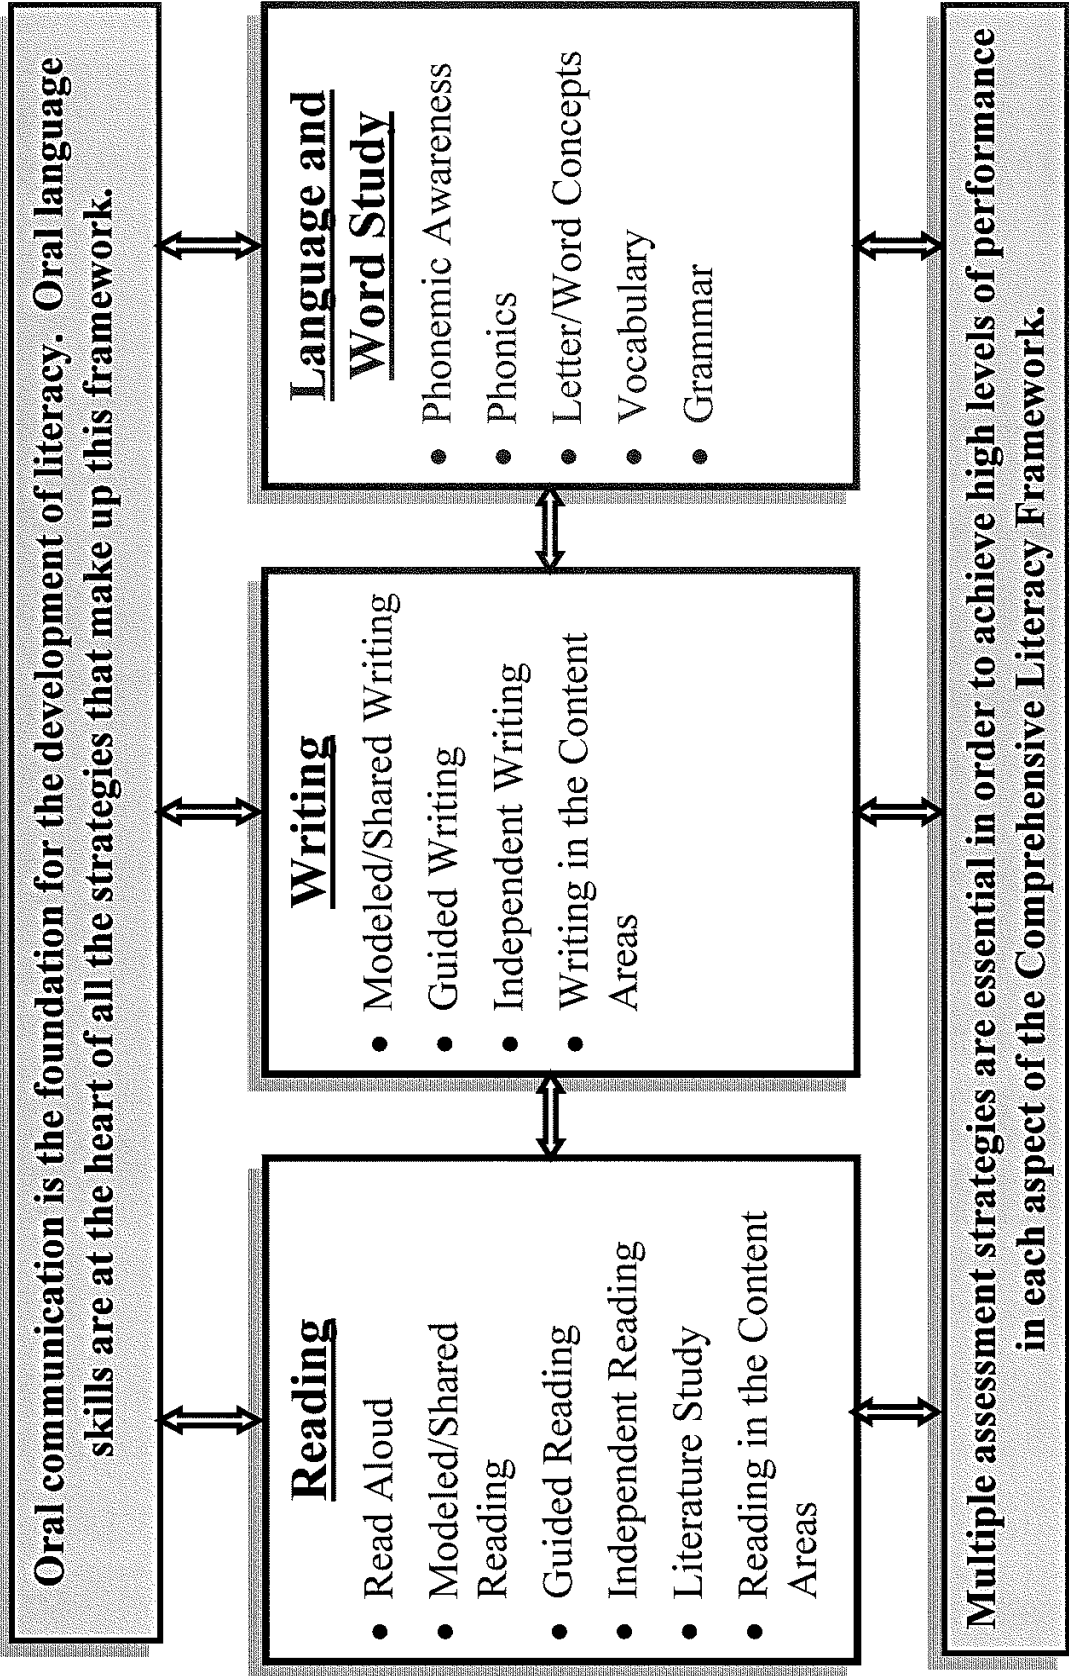 Oral communication is the foundation for the development of literacy. Oral language
skills are at the heart of all the strategies that make up this framework.
Reading
• Read Aloud
• Modeled/Shared
Reading
• Guided Reading
• Independent Reading
• Literature Study
• Reading in the Content
Areas
Writing
• Modeled/Shared Writing
• Guided Writing
• Independent Writing
• Writing in the Content
Areas
Language and
Word Study
• Phonemic Awareness
• Phonics
• Letter/Word Concepts
• Vocabulary
• Grammar
Multiple assessment strategies are essential in order to achieve high levels of performance
in each aspect of the Comprehensive Literacy Framework.